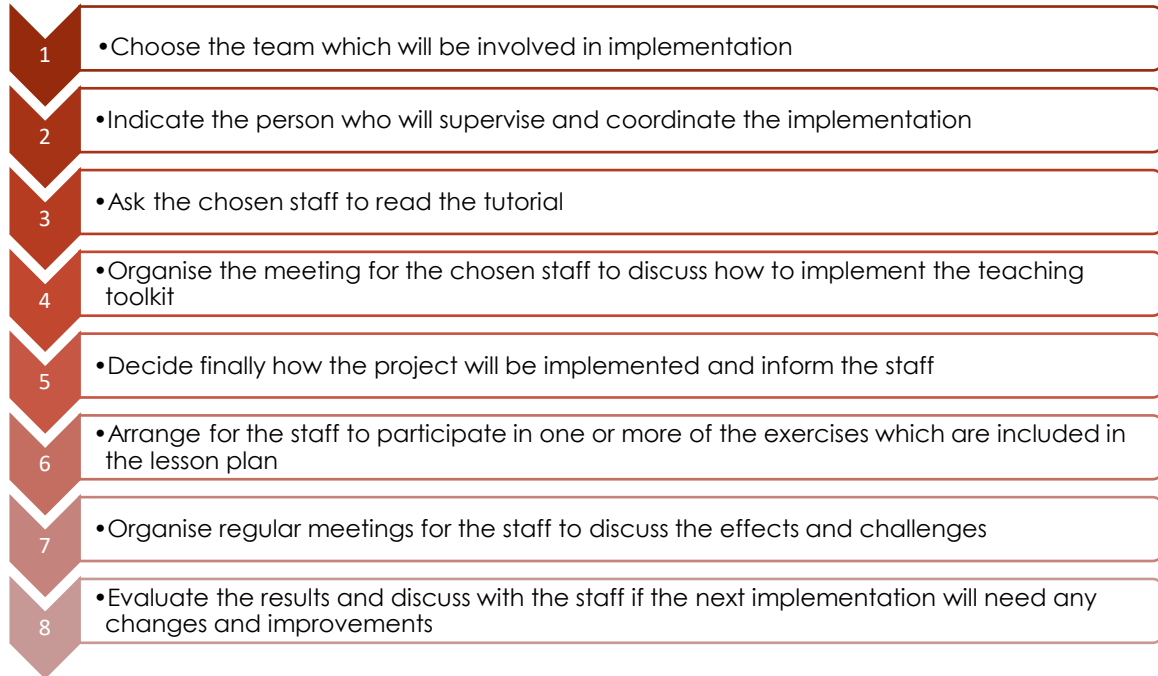 1
•Choose the team which will be involved in implementation
2
•Indicate the person who will supervise and coordinate the implementation
3
•Ask the chosen staff to read the tutorial
4
•Organise the meeting for the chosen staff to discuss how to implement the teaching
toolkit
5
•Decide finally how the project will be implemented and inform the staff
6
•Arrange for the staff to participate in one or more of the exercises which are included in
the lesson plan
7
•Organise regular meetings for the staff to discuss the effects and challenges
8
•Evaluate the results and discuss with the staff if the next implementation will need any
changes and improvements